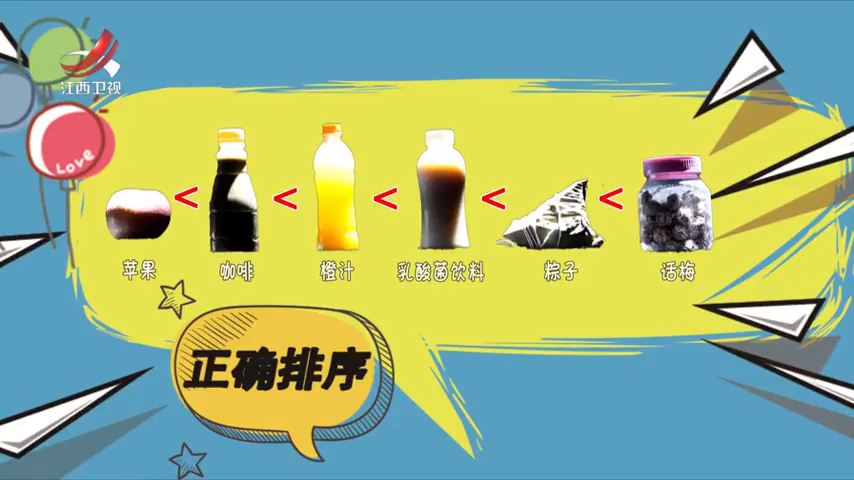 江西卫视
Love
< < < < <
苹果 咖啡 橙汁 乳酸菌饮料 粽子 话梅
正确排序